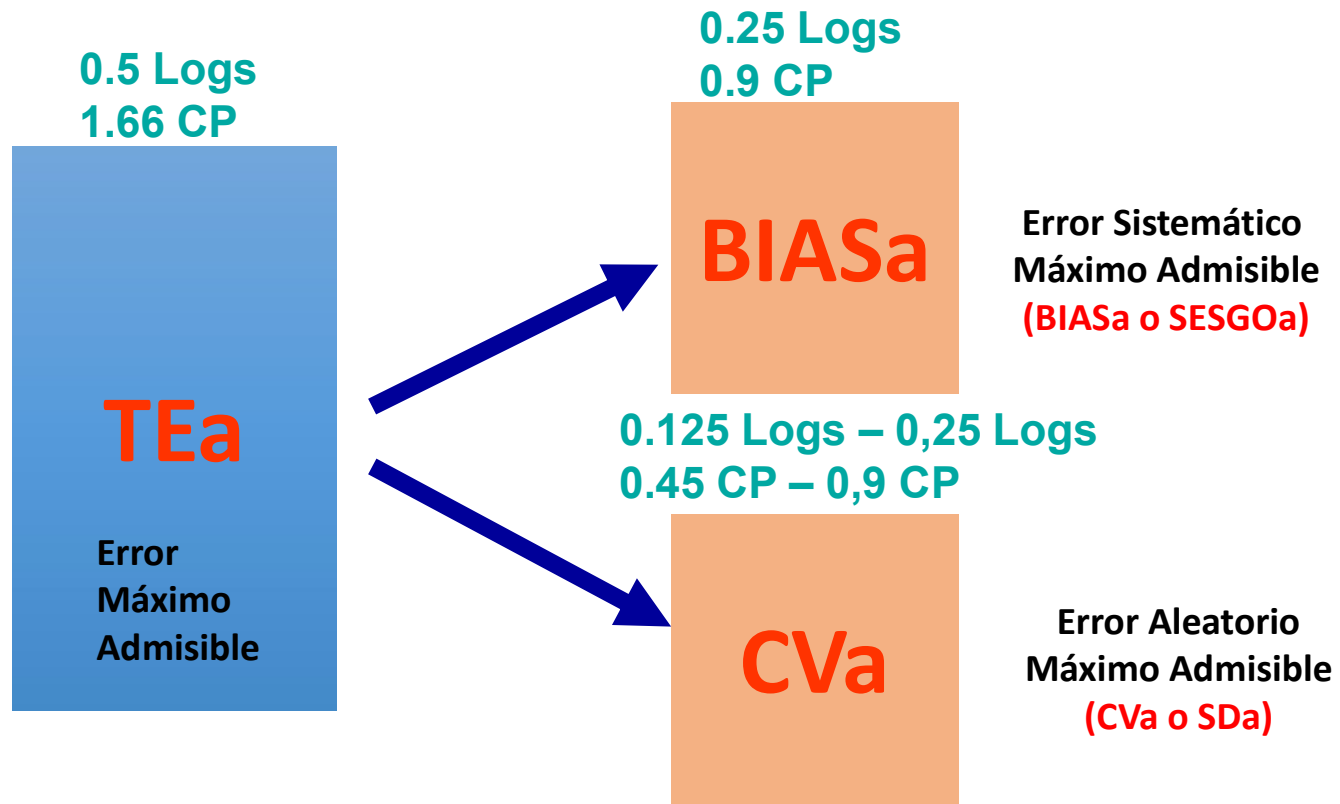 0.5 Logs
1.66 CP
TEa
Error
Máximo
Admisible
0.25 Logs
0.9 CP
BIASa
Error Sistemático
Máximo Admisible
(BIASa o SESGOa)
0.125 Logs – 0,25 Logs
0.45 CP – 0,9 CP
CVa
Error Aleatorio
Máximo Admisible
(CVa o SDa)